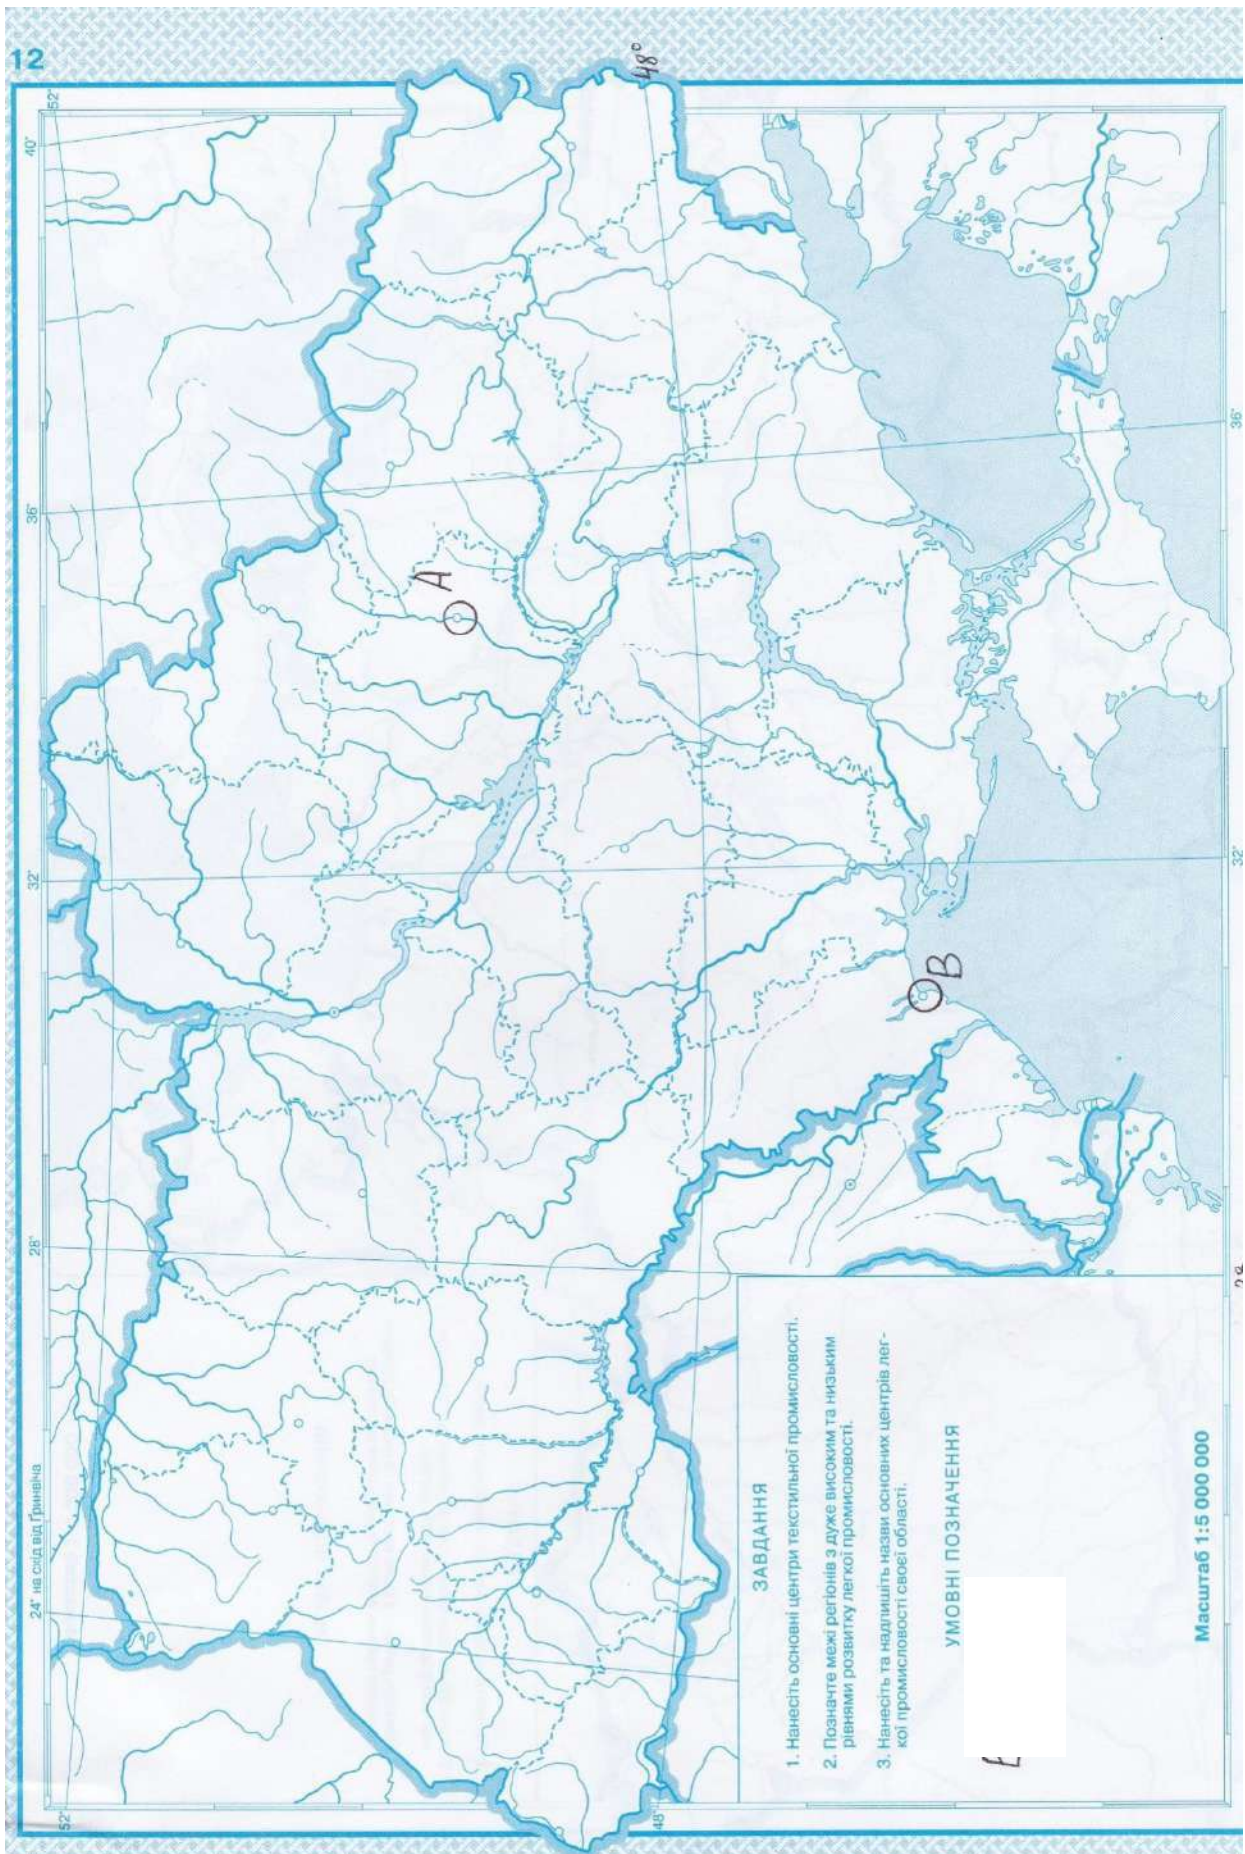 12
24° на схід від Гринвіча
28°
32°
36°
40°
52°
52°
48°
48°
A
B
32°
36°
28
ЗАВДАННЯ
1. Нанесіть основні центри текстильної промисловості.
2. Позначте межі регіонів з дуже високим та низьким
рівнями розвитку легкої промисловості.
3. Нанесіть та надпишіть назви основних центрів лег-
кої промисловості своєї області.
УМОВНІ ПОЗНАЧЕННЯ
Масштаб 1:5 000 000